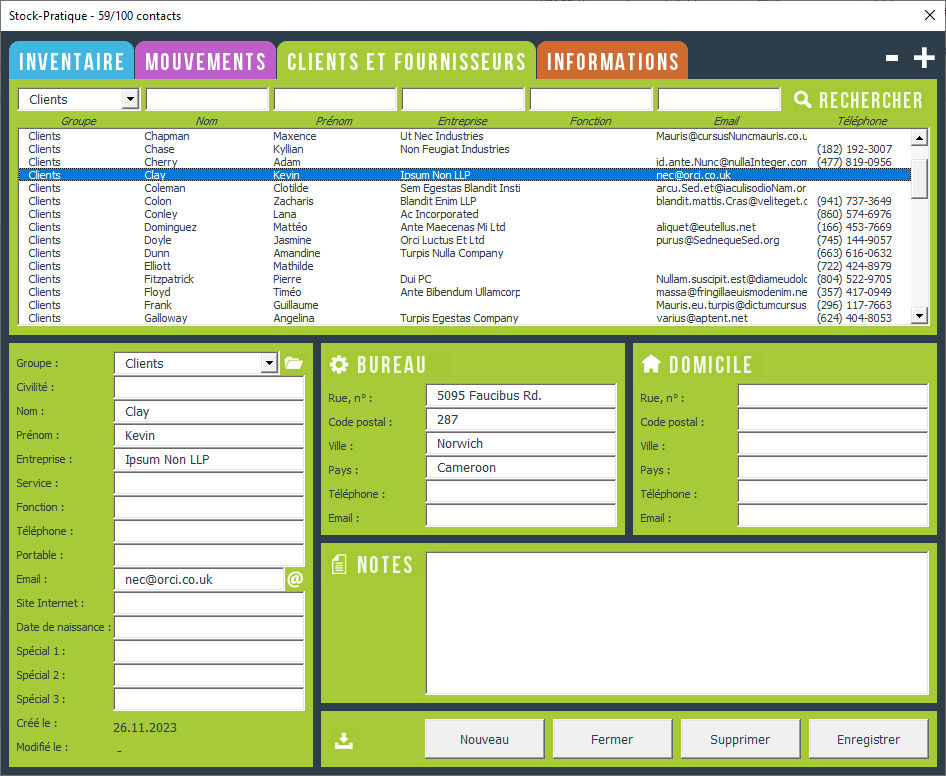 Stock-Pratique - 59/100 contacts
INVENTAIRE MOUVEMENTS CLIENTS ET FOURNISSEURS INFORMATIONS
Clients RECHERCHER
Groupe Nom Prénom Entreprise Fonction Email Téléphone
Clients Chapman Maxence Ut Nec Industries Mauris@cursusNuncmauris.co.u
Clients Chase Kyllian Non Feugiat Industries (182) 192-3007
Clients Cherry Adam id.ante.Nunc@nullaInteger.com (477) 819-0956
Clients Clay Kevin Ipsum Non LLP nec@orci.co.uk
Clients Coleman Clotilde Sem Egestas Blandit Insti arcu.Sed.et@iaculisodioNam.or
Clients Colon Zacharis Blandit Enim LLP blandit.mattis.Cras@veliteget.c (941) 737-3649
Clients Conley Lana Ac Incorporated (860) 574-6976
Clients Dominguez Mattéo Ante Maecenas Mi Ltd aliquet@eutellus.net (166) 453-7669
Clients Doyle Jasmine Orci Luctus Et Ltd purus@SednequeSed.org (745) 144-9057
Clients Dunn Amandine Turpis Nulla Company (663) 616-0632
Clients Elliott Mathilde (722) 424-8979
Clients Fitzpatrick Pierre Dui PC Nullam.suscipit.est@diameudolc (804) 522-9705
Clients Floyd Timéo Ante Bibendum Ullamcorp massa@fringillaeuismodenim.ne (357) 417-0949
Clients Frank Guillaume Mauris.eu.turpis@dictumcursus (296) 117-7663
Clients Galloway Angelina Turpis Egestas Company varius@aptent.net (624) 404-8053
Groupe : Clients
Civilité :
Nom : Clay
Prénom : Kevin
Entreprise : Ipsum Non LLP
Service :
Fonction :
Téléphone :
Portable :
Email : nec@orci.co.uk @
Site Internet :
Date de naissance :
Spécial 1 :
Spécial 2 :
Spécial 3 :
Créé le : 26.11.2023
Modifié le : -
BUREAU
Rue, n° : 5095 Faucibus Rd.
Code postal : 287
Ville : Norwich
Pays : Cameroon
Téléphone :
Email :
DOMICILE
Rue, n° :
Code postal :
Ville :
Pays :
Téléphone :
Email :
NOTES
Nouveau Fermer Supprimer Enregistrer